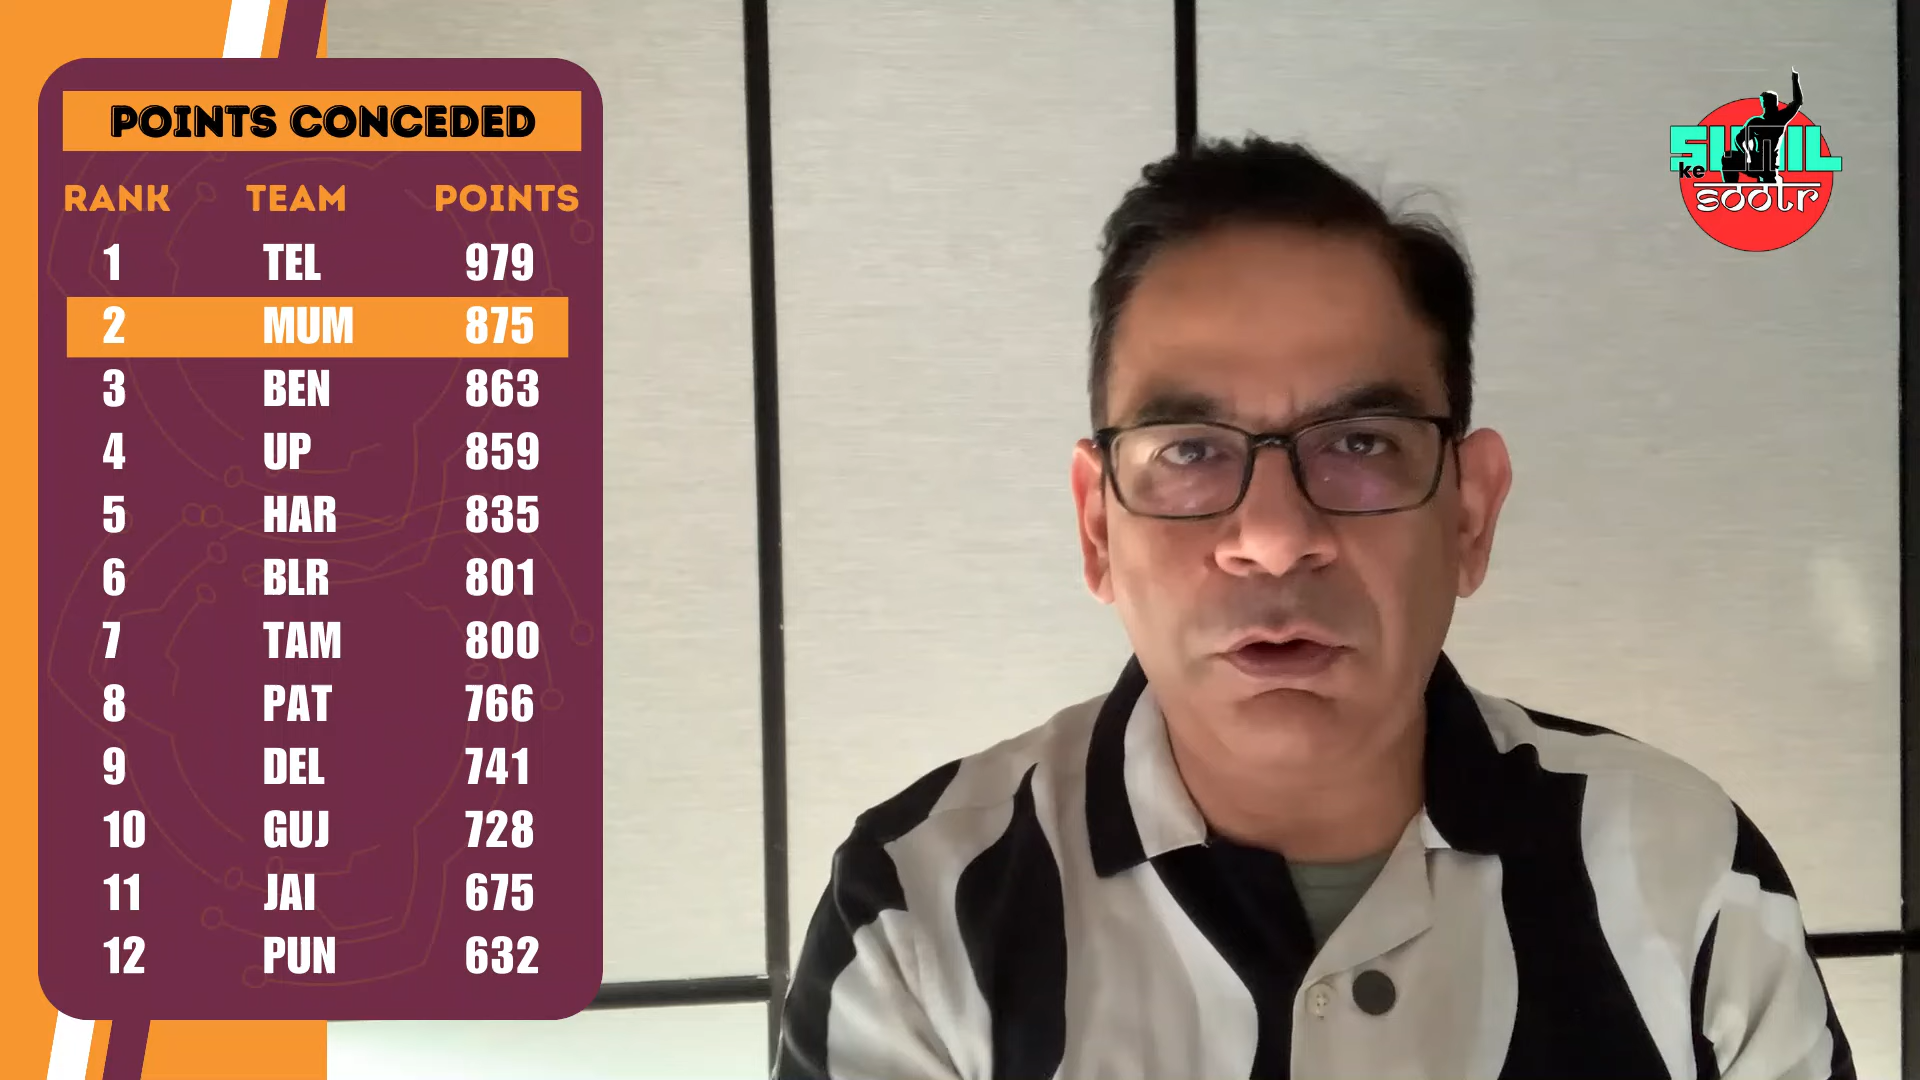 POINTS CONCEDED
RANK TEAM POINTS
1 TEL 979
2 MUM 875
3 BEN 863
4 UP 859
5 HAR 835
6 BLR 801
7 TAM 800
8 PAT 766
9 DEL 741
10 GUJ 728
11 JAI 675
12 PUN 632
SUNIL
ke
sootr